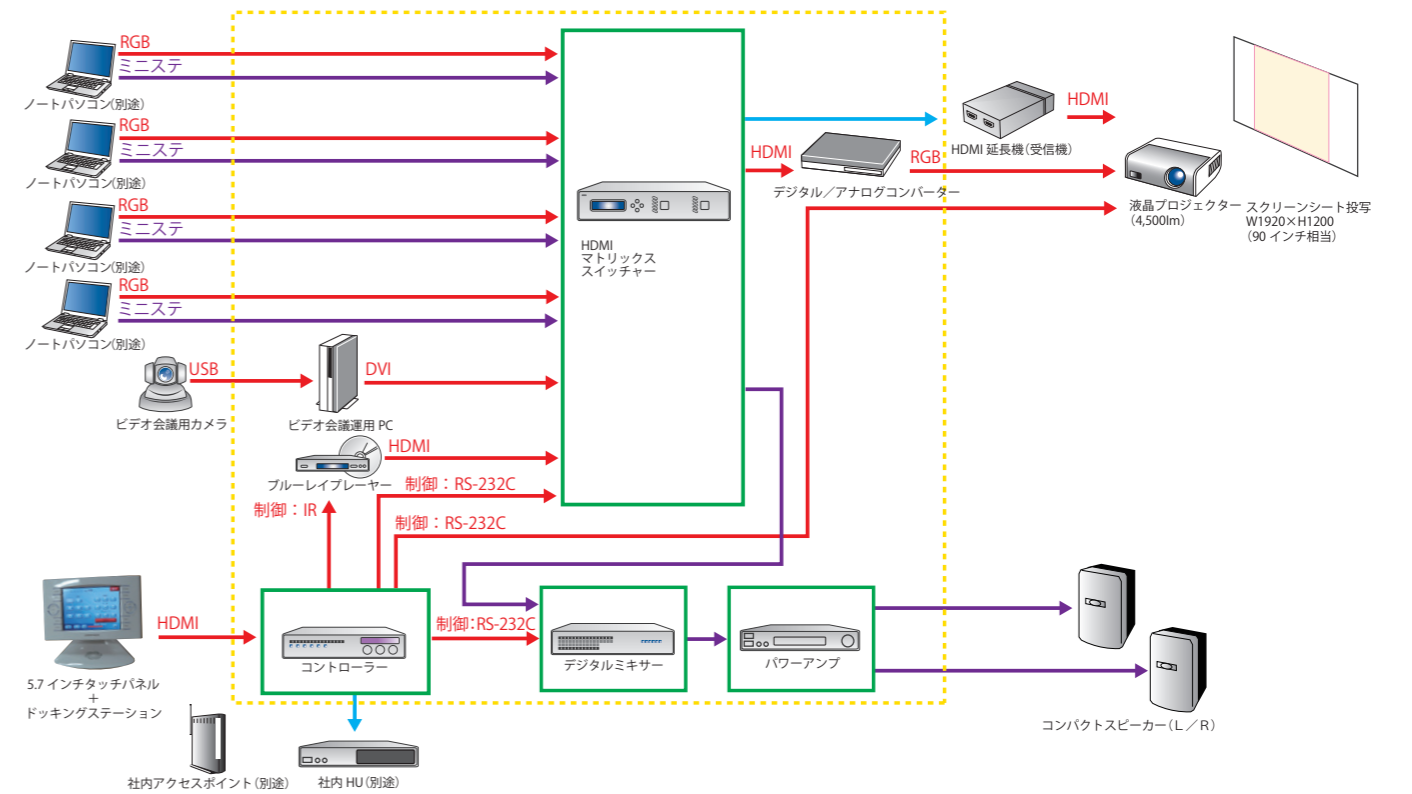 RGB
ミニステ
ノートパソコン(別途)
RGB
ミニステ
ノートパソコン(別途)
RGB
ミニステ
ノートパソコン(別途)
RGB
ミニステ
ノートパソコン(別途)
USB
ビデオ会議用カメラ
DVI
ビデオ会議運用 PC
HDMI
ブルーレイプレーヤー
制御:IR
制御:RS-232C
制御:RS-232C
HDMI
マトリックス
スイッチャー
HDMI
デジタル/アナログコンバーター
RGB
HDMI 延長機(受信機)
HDMI
液晶プロジェクター
(4,500lm)
スクリーンシート投写
W1920×H1200
(90 インチ相当)
HDMI
5.7 インチタッチパネル
+
ドッキングステーション
コントローラー
制御:RS-232C
デジタルミキサー
パワーアンプ
コンパクトスピーカー(L/R)
社内アクセスポイント(別途)
社内 HU(別途)